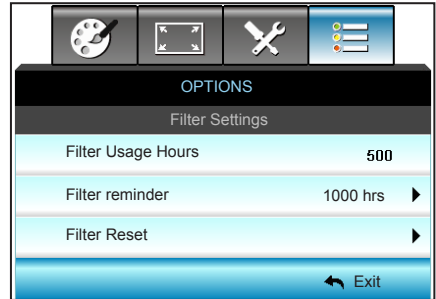 OPTIONS
Filter Settings
Filter Usage Hours 500
Filter reminder 1000 hrs
Filter Reset
Exit